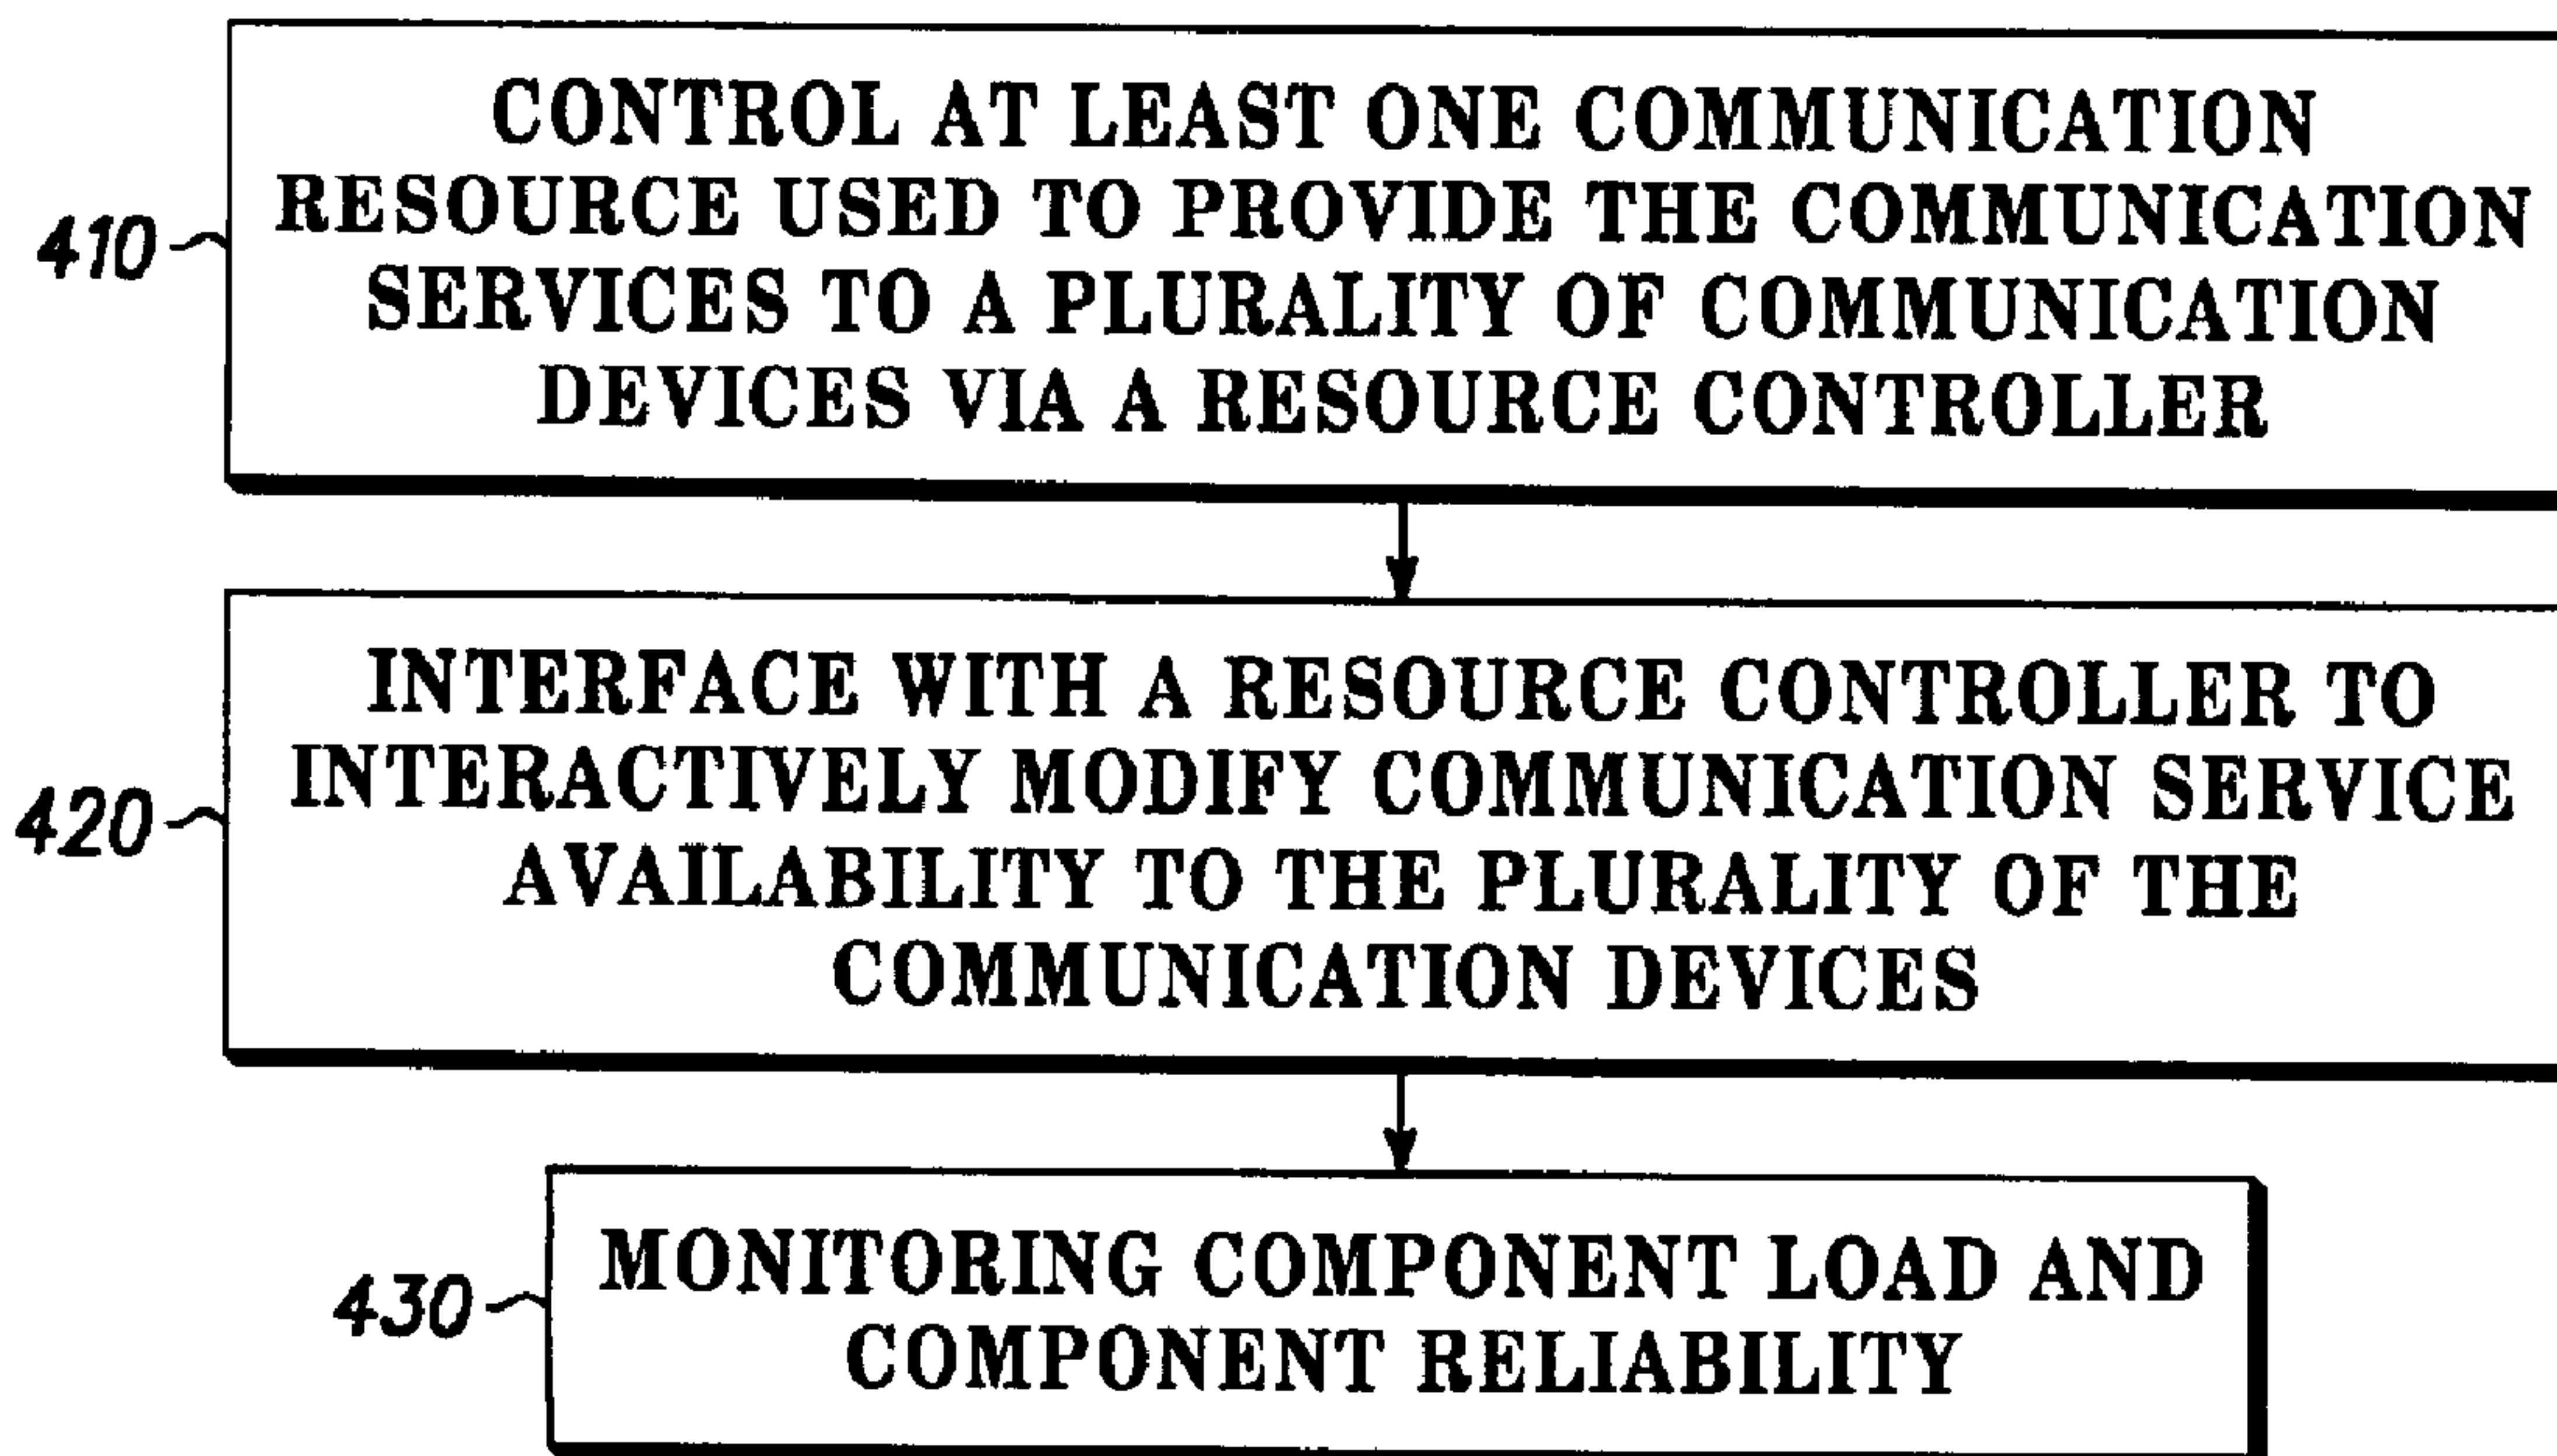 CONTROL AT LEAST ONE COMMUNICATION
RESOURCE USED TO PROVIDE THE COMMUNICATION
SERVICES TO A PLURALITY OF COMMUNICATION
DEVICES VIA A RESOURCE CONTROLLER
410
INTERFACE WITH A RESOURCE CONTROLLER TO
INTERACTIVELY MODIFY COMMUNICATION SERVICE
AVAILABILITY TO THE PLURALITY OF THE
COMMUNICATION DEVICES
420
MONITORING COMPONENT LOAD AND
COMPONENT RELIABILITY
430